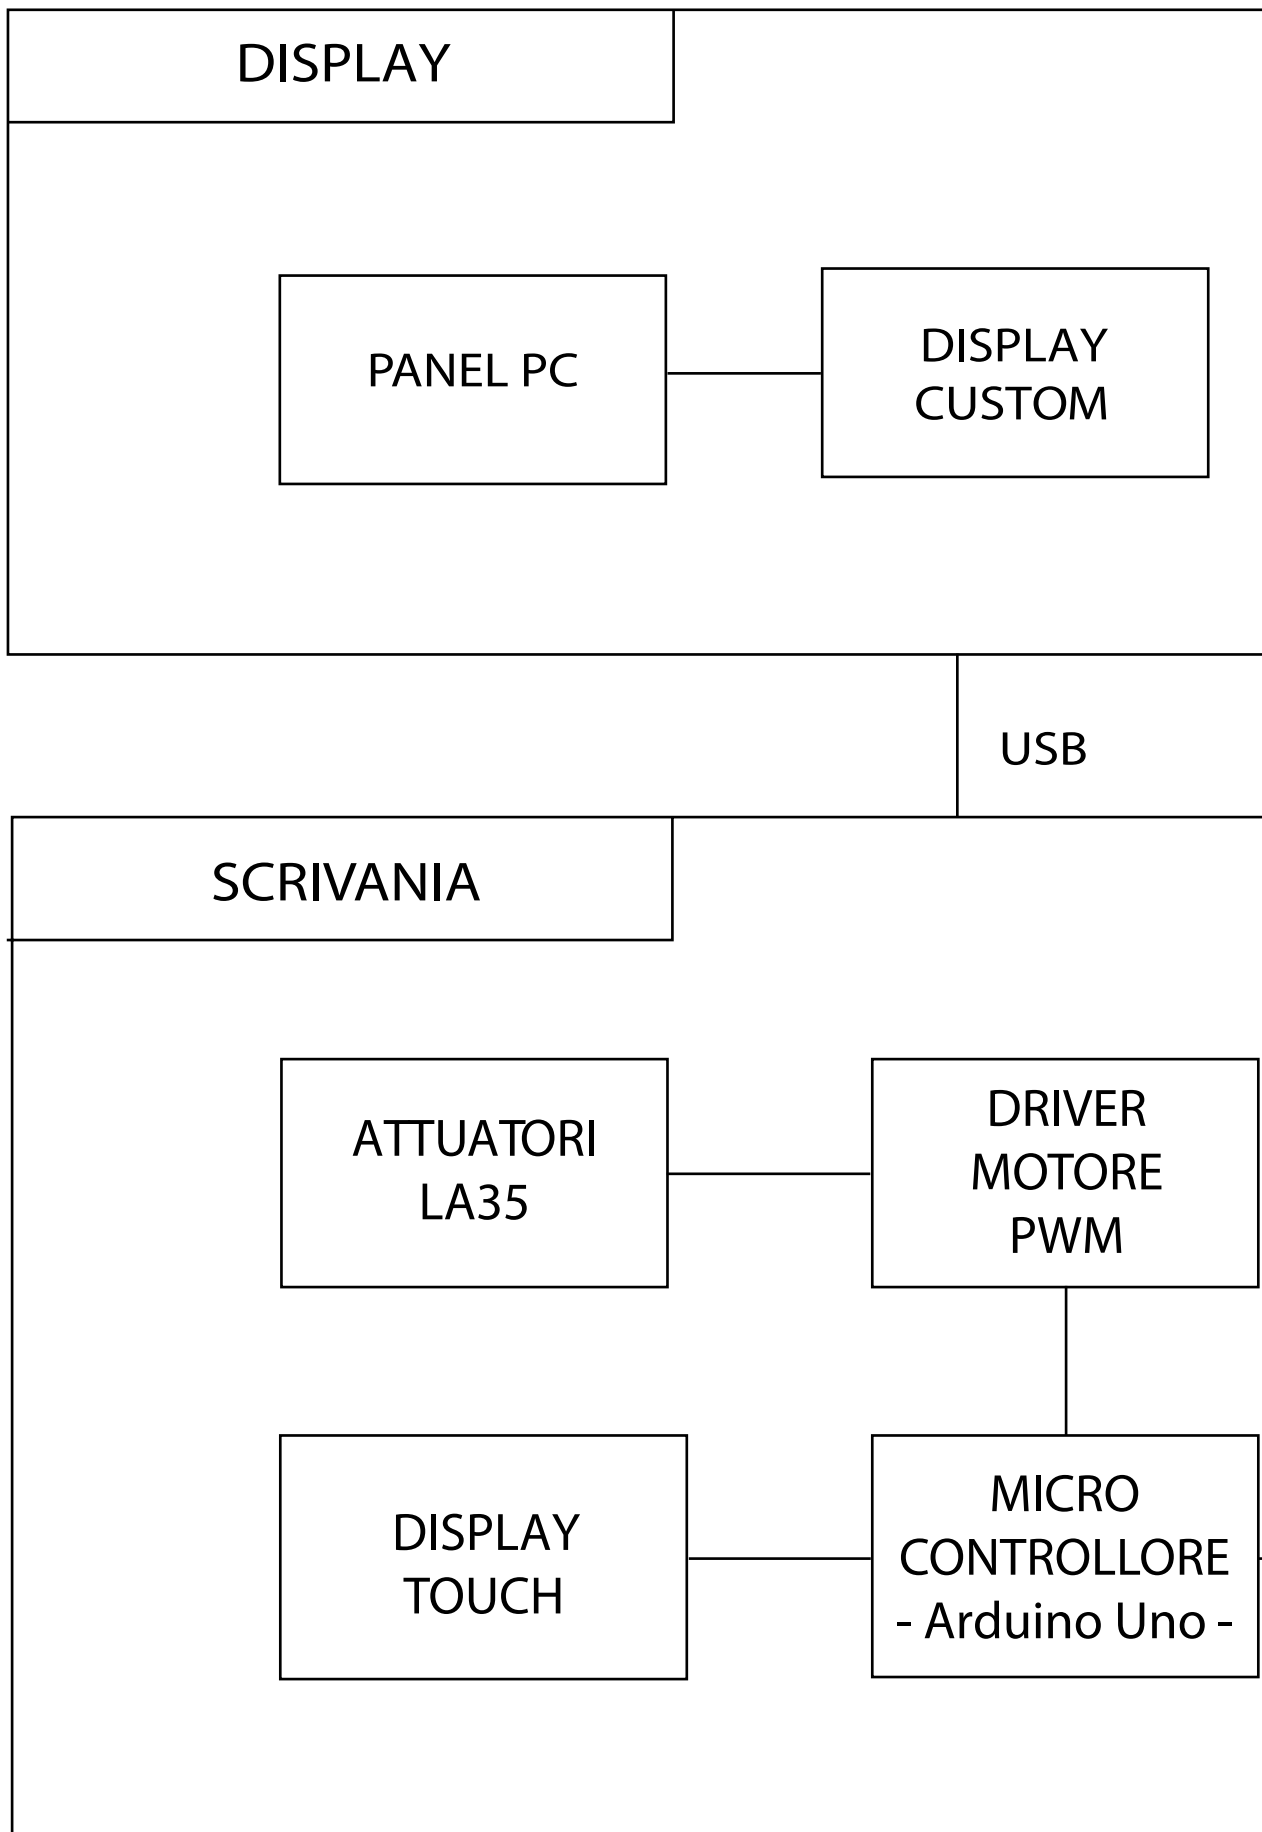 DISPLAY
PANEL PC
DISPLAY
CUSTOM
USB
SCRIVANIA
ATTUATORI
LA35
DRIVER
MOTORE
PWM
DISPLAY
TOUCH
MICRO
CONTROLLORE
- Arduino Uno -